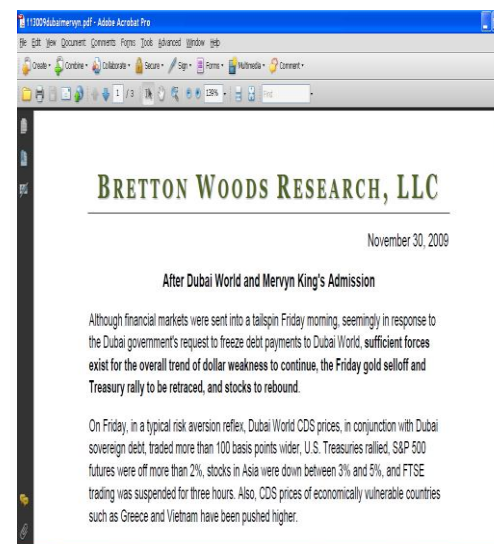 113009dubaimervyn.pdf - Adobe Acrobat Pro
File Edit View Document Comments Forms Tools Advanced Window Help
Create Combine Collaborate Secure Sign Forms Multimedia Comment
1 / 3 139% Find
BRETTON WOODS RESEARCH, LLC
November 30, 2009
After Dubai World and Mervyn King's Admission
Although financial markets were sent into a tailspin Friday morning, seemingly in response to
the Dubai government's request to freeze debt payments to Dubai World, sufficient forces
exist for the overall trend of dollar weakness to continue, the Friday gold selloff and
Treasury rally to be retraced, and stocks to rebound.
On Friday, in a typical risk aversion reflex, Dubai World CDS prices, in conjunction with Dubai
sovereign debt, traded more than 100 basis points wider, U.S. Treasuries rallied, S&P 500
futures were off more than 2%, stocks in Asia were down between 3% and 5%, and FTSE
trading was suspended for three hours. Also, CDS prices of economically vulnerable countries
such as Greece and Vietnam have been pushed higher.